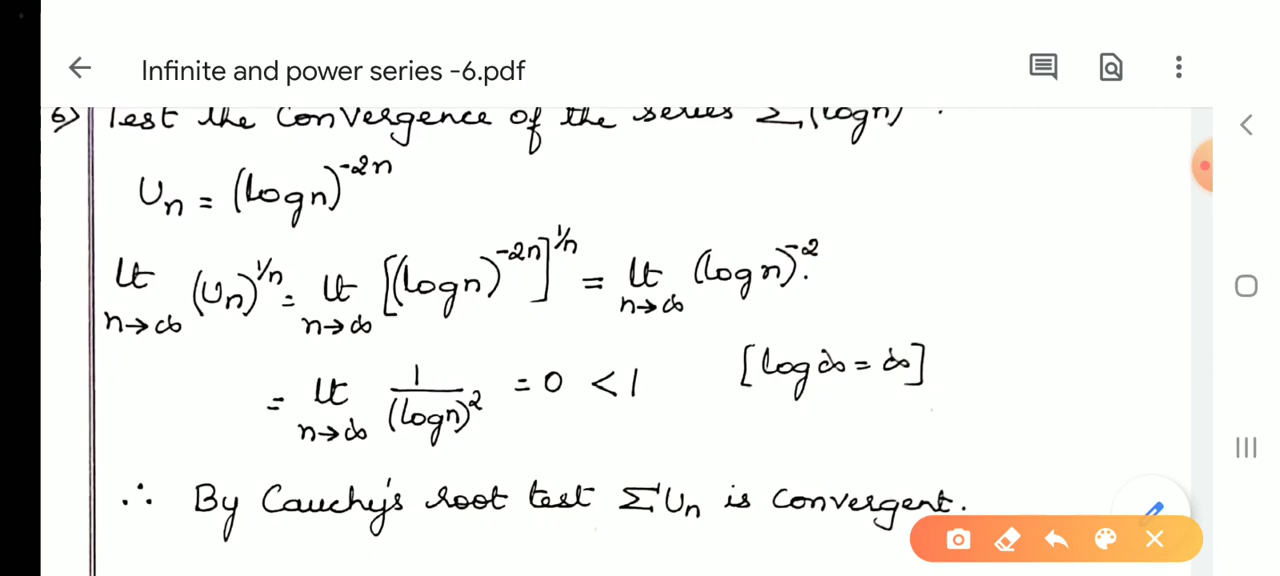 Infinite and power series -6.pdf
6) Test the Convergence of the series Σ (logn) .
Un = (logn)^-2n
lt n→∞ (Un)^1/n = lt n→∞ [(logn)^-2n]^1/n = lt n→∞ (logn)^-2.
= lt n→∞ 1/(logn)^2 = 0 < 1 [log∞ = ∞]
∴ By Cauchy's root test ΣUn is convergent.